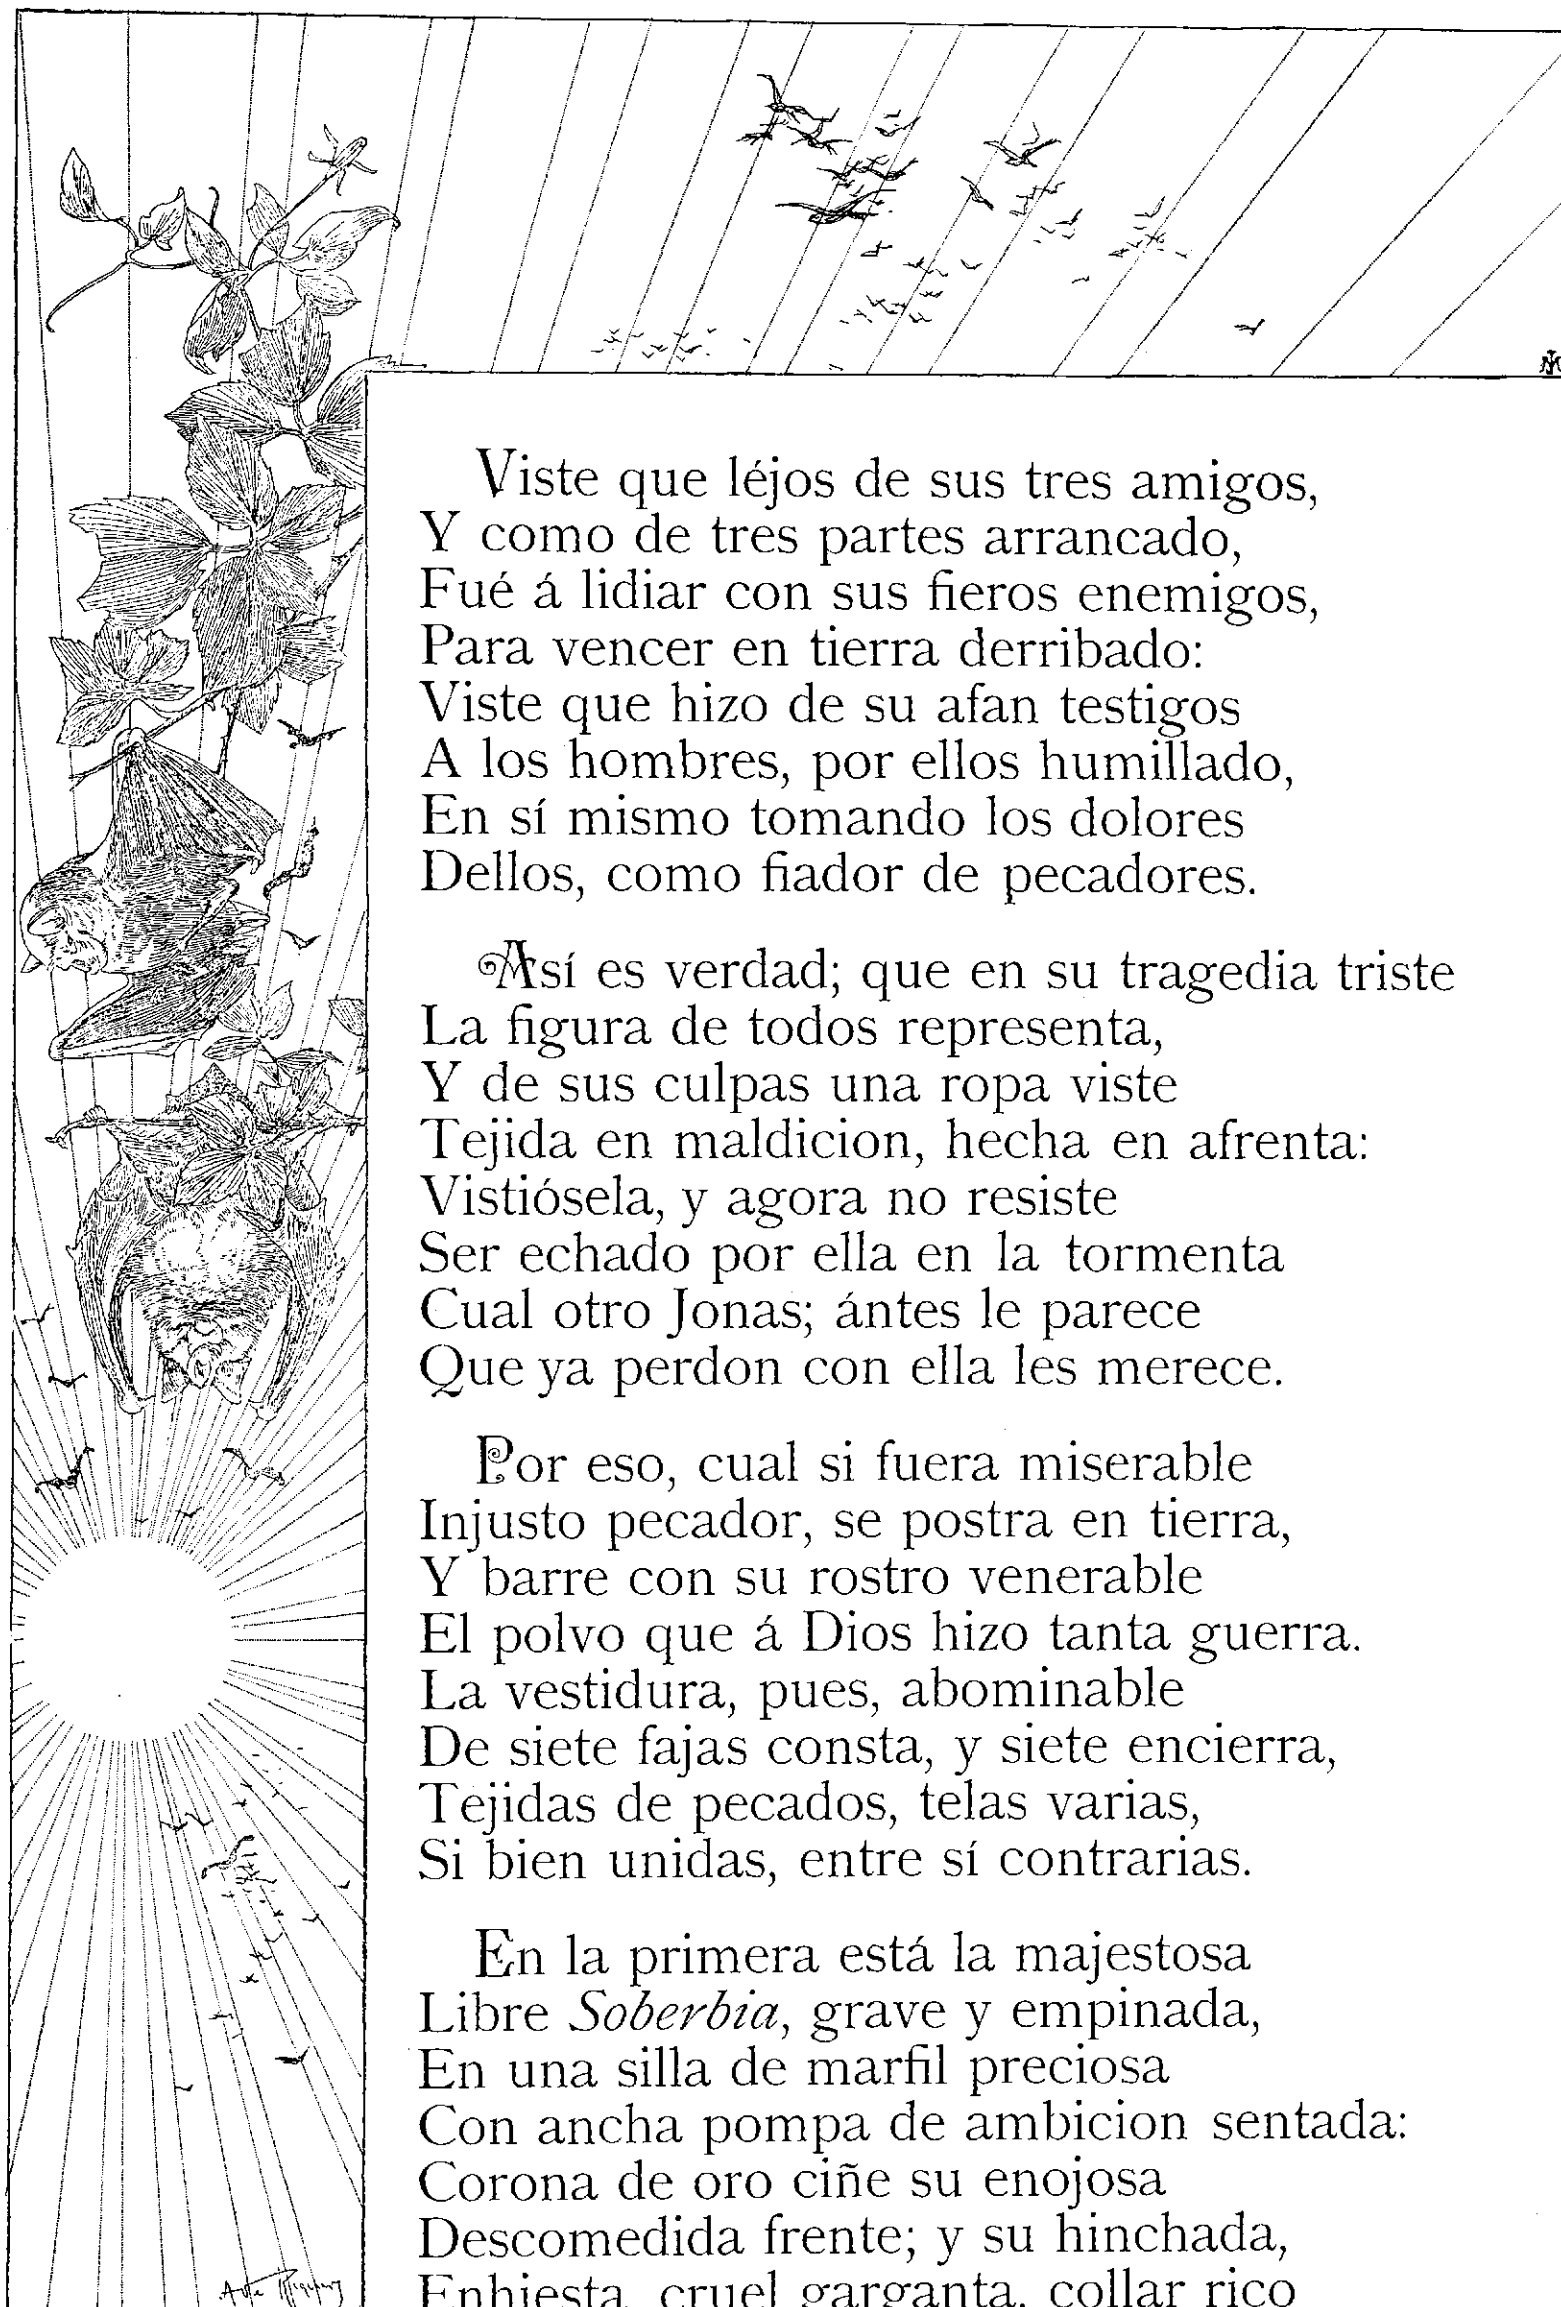 Viste que léjos de sus tres amigos,
Y como de tres partes arrancado,
Fué á lidiar con sus fieros enemigos,
Para vencer en tierra derribado:
Viste que hizo de su afan testigos
A los hombres, por ellos humillado,
En sí mismo tomando los dolores
Dellos, como fiador de pecadores.
Así es verdad; que en su tragedia triste
La figura de todos representa,
Y de sus culpas una ropa viste
Tejida en maldicion, hecha en afrenta:
Vistiósela, y agora no resiste
Ser echado por ella en la tormenta
Cual otro Jonas; ántes le parece
Que ya perdon con ella les merece.
Por eso, cual si fuera miserable
Injusto pecador, se postra en tierra,
Y barre con su rostro venerable
El polvo que á Dios hizo tanta guerra.
La vestidura, pues, abominable
De siete fajas consta, y siete encierra,
Tejidas de pecados, telas varias,
Si bien unidas, entre sí contrarias.
En la primera está la majestosa
Libre Soberbia, grave y empinada,
En una silla de marfil preciosa
Con ancha pompa de ambicion sentada:
Corona de oro ciñe su enojosa
Descomedida frente; y su hinchada,
Enhiesta, cruel garganta, collar rico